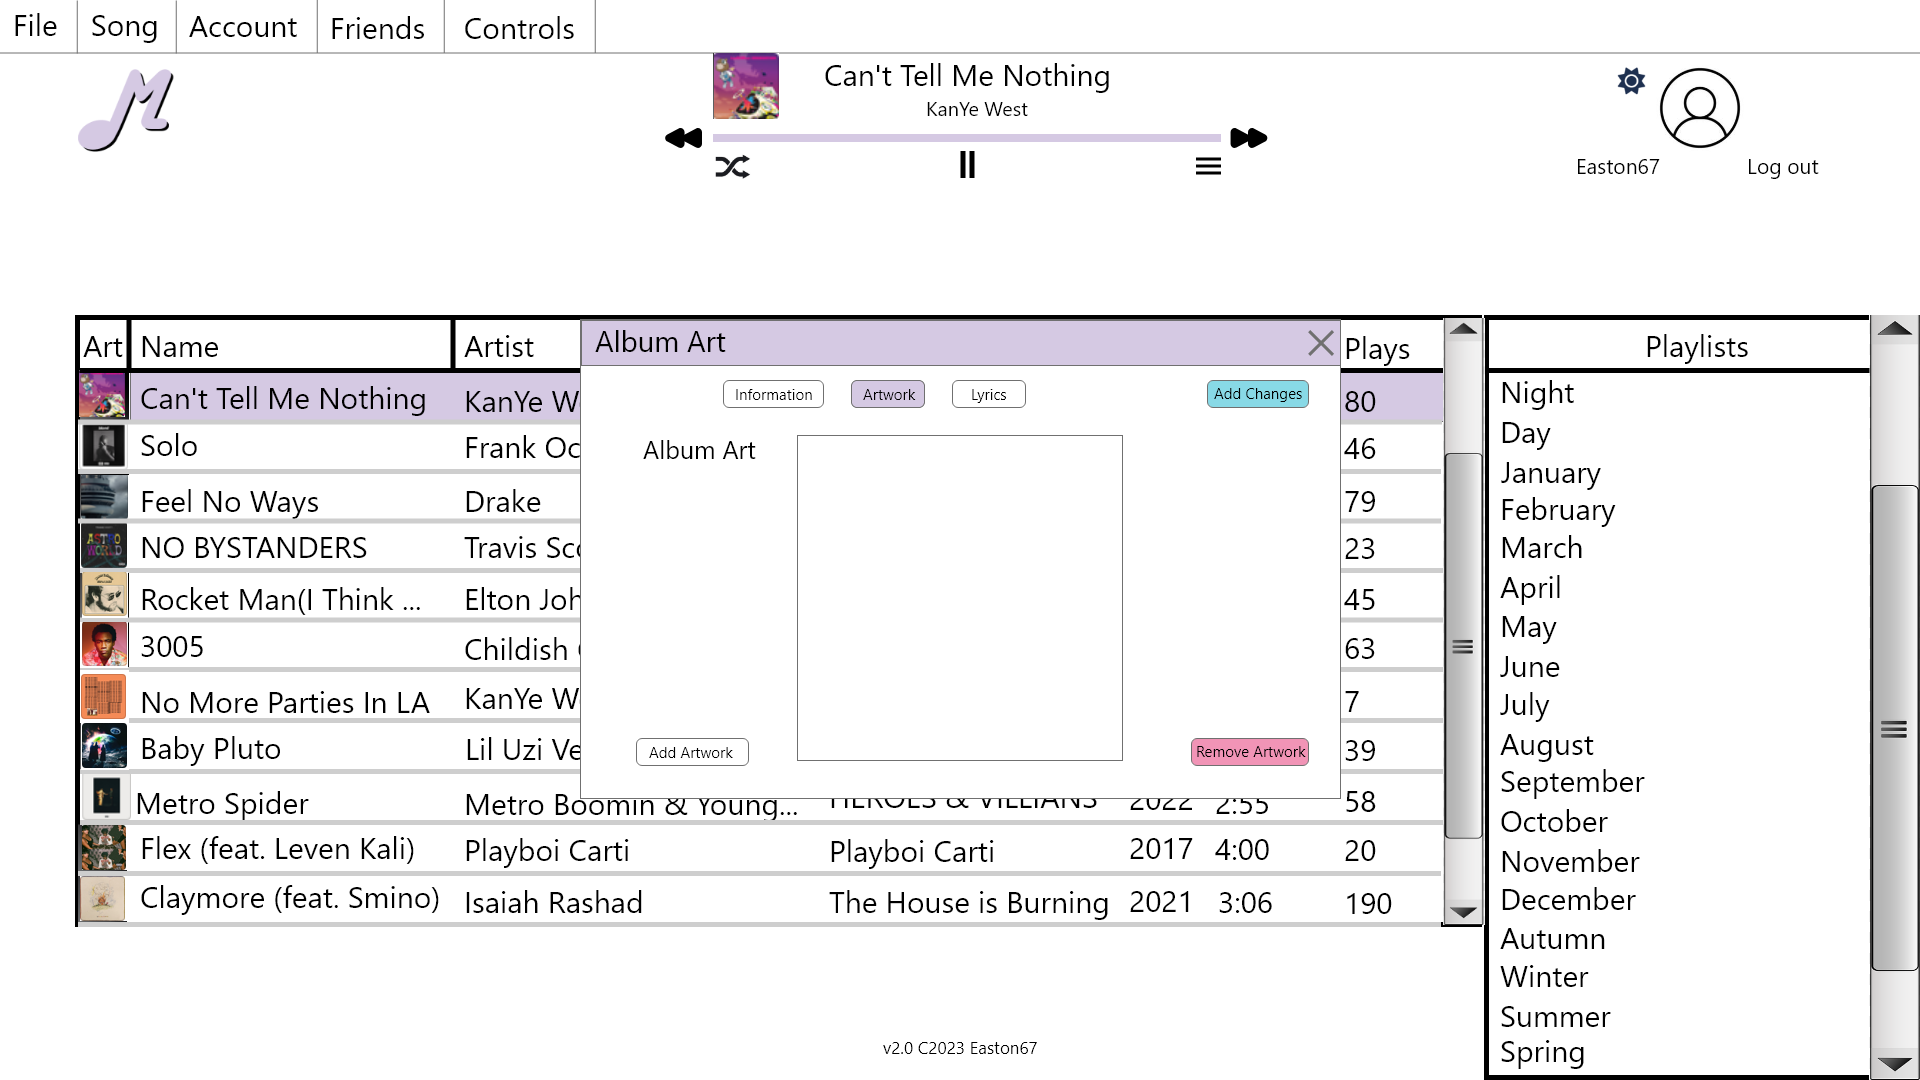 File Song Account Friends Controls
Can't Tell Me Nothing
KanYe West
Easton67 Log out
Art Name Artist Plays
Can't Tell Me Nothing KanYe W 80
Solo Frank Oc 46
Feel No Ways Drake 79
NO BYSTANDERS Travis Sc 23
Rocket Man(I Think ... Elton Joh 45
3005 Childish 63
No More Parties In LA KanYe W 7
Baby Pluto Lil Uzi Ve 39
Metro Spider Metro Boomin & Young... HEROES & VILLIANS 2022 2:55 58
Flex (feat. Leven Kali) Playboi Carti Playboi Carti 2017 4:00 20
Claymore (feat. Smino) Isaiah Rashad The House is Burning 2021 3:06 190
Album Art
Information Artwork Lyrics Add Changes
Album Art
Add Artwork Remove Artwork
Playlists
Night
Day
January
February
March
April
May
June
July
August
September
October
November
December
Autumn
Winter
Summer
Spring
v2.0 C2023 Easton67